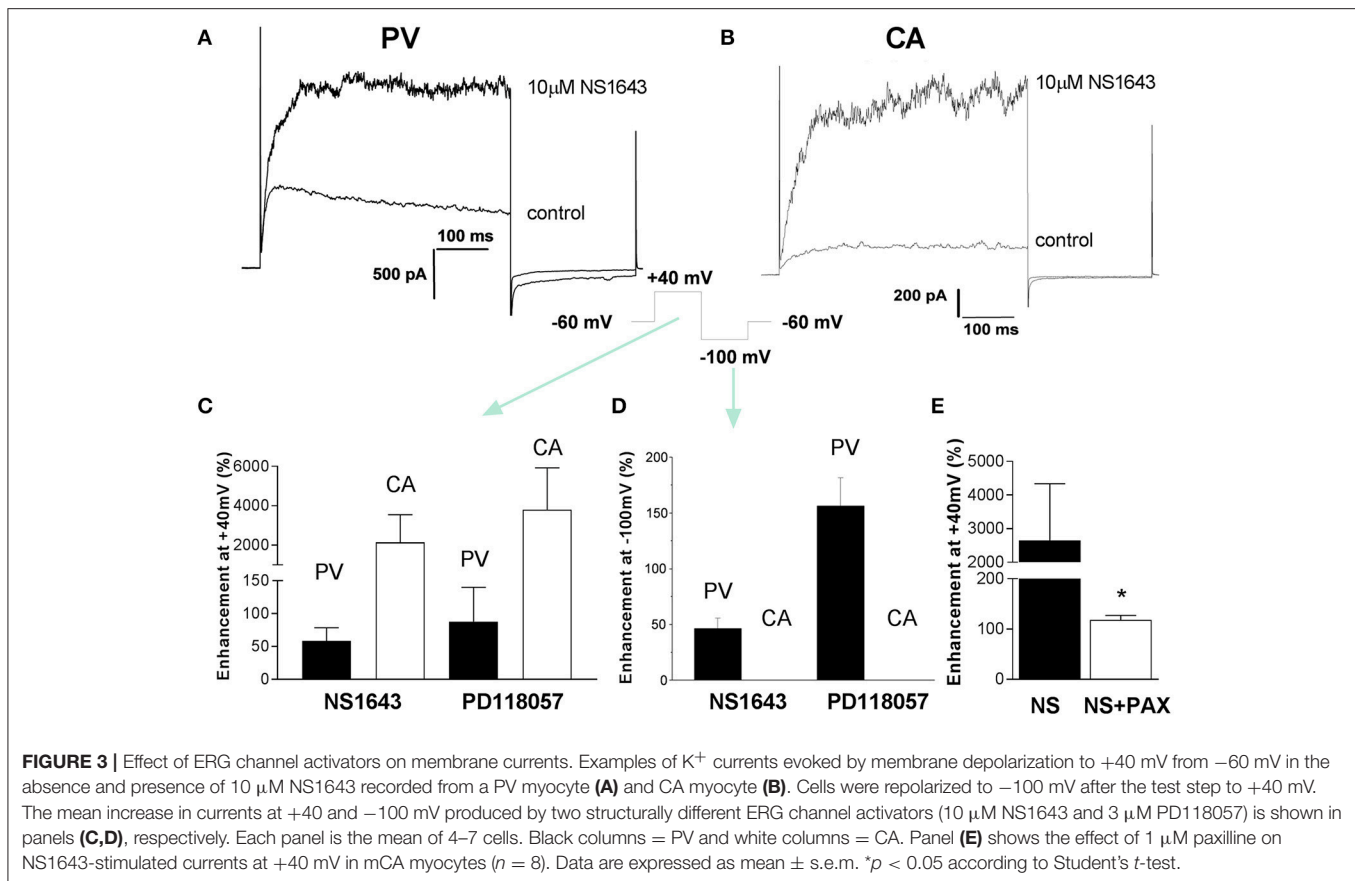 A
PV
B
CA
10μM NS1643
10μM NS1643
control
control
100 ms
500 pA
200 pA
100 ms
+40 mV
-60 mV
-60 mV
-100 mV
C
D
E
Enhancement at +40mV (%)
6000
4000
2000
150
100
50
0
PV
CA
PV
CA
NS1643
PD118057
Enhancement at -100mV (%)
200
150
100
50
0
PV
CA
PV
CA
NS1643
PD118057
Enhancement at +40mV (%)
5000
4000
3000
2000
200
100
0
*
NS
NS+PAX
FIGURE 3 | Effect of ERG channel activators on membrane currents. Examples of K+ currents evoked by membrane depolarization to +40 mV from −60 mV in the
absence and presence of 10 μM NS1643 recorded from a PV myocyte (A) and CA myocyte (B). Cells were repolarized to −100 mV after the test step to +40 mV.
The mean increase in currents at +40 and −100 mV produced by two structurally different ERG channel activators (10 μM NS1643 and 3 μM PD118057) is shown in
panels (C,D), respectively. Each panel is the mean of 4–7 cells. Black columns = PV and white columns = CA. Panel (E) shows the effect of 1 μM paxilline on
NS1643-stimulated currents at +40 mV in mCA myocytes (n = 8). Data are expressed as mean ± s.e.m. *p < 0.05 according to Student's t-test.